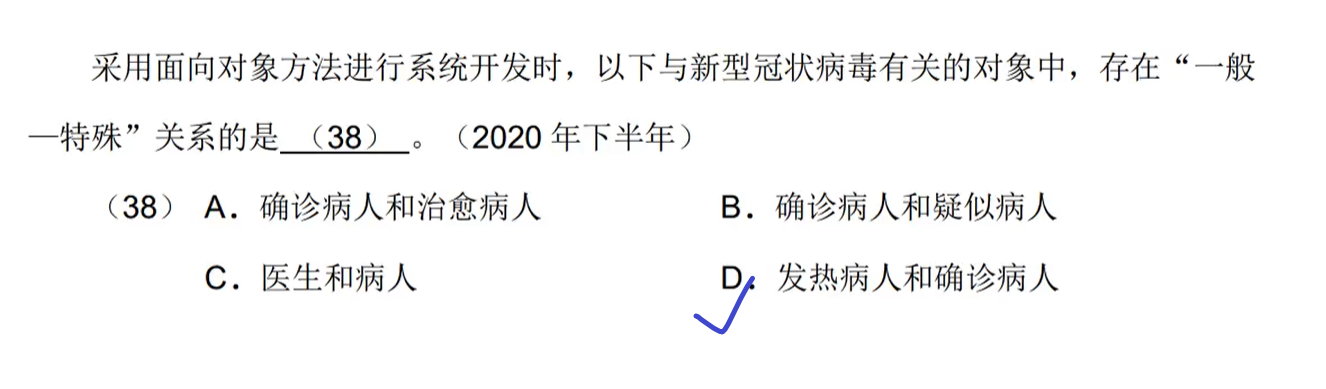 采用面向对象方法进行系统开发时，以下与新型冠状病毒有关的对象中，存在“一般
—特殊”关系的是 （38） 。（2020 年下半年）
（38） A．确诊病人和治愈病人 B．确诊病人和疑似病人
C．医生和病人 D．发热病人和确诊病人